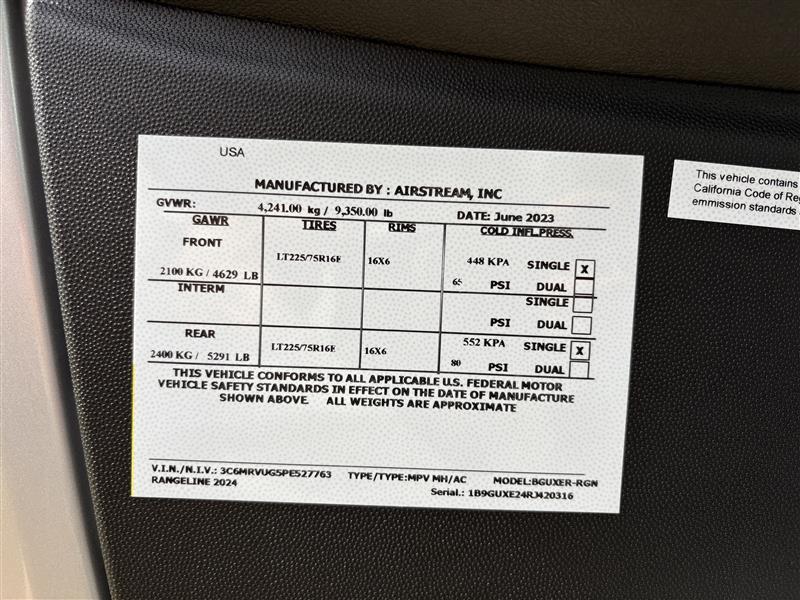 USA
MANUFACTURED BY : AIRSTREAM, INC
GVWR: 4,241.00 kg / 9,350.00 lb DATE: June 2023
GAWR TIRES RIMS COLD INFL.PRESS.
FRONT
LT225/75R16E 16X6 448 KPA SINGLE X
2100 KG / 4629 LB 65 PSI DUAL
INTERM SINGLE
PSI DUAL
REAR LT225/75R16E 16X6 552 KPA SINGLE X
2400 KG / 5291 LB 80 PSI DUAL
THIS VEHICLE CONFORMS TO ALL APPLICABLE U.S. FEDERAL MOTOR
VEHICLE SAFETY STANDARDS IN EFFECT ON THE DATE OF MANUFACTURE
SHOWN ABOVE. ALL WEIGHTS ARE APPROXIMATE
V.I.N./N.I.V.: 3C6MRVUG5PE527763 TYPE/TYPE:MPV MH/AC MODEL:BGUXER-RGN
RANGELINE 2024
Serial.: 1B9GUXE24RJ420316
This vehicle contains
California Code of Reg
emmission standards